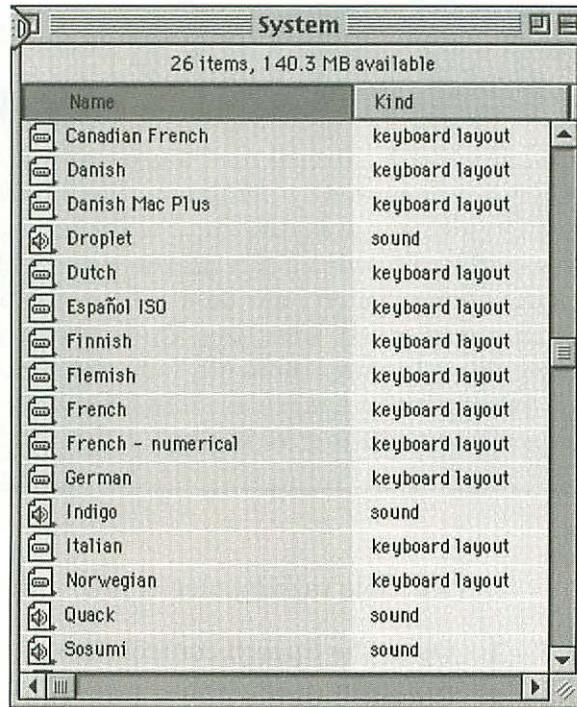 System
26 items, 140.3 MB available
Name Kind
Canadian French keyboard layout
Danish keyboard layout
Danish Mac Plus keyboard layout
Droplet sound
Dutch keyboard layout
Español ISO keyboard layout
Finnish keyboard layout
Flemish keyboard layout
French keyboard layout
French - numerical keyboard layout
German keyboard layout
Indigo sound
Italian keyboard layout
Norwegian keyboard layout
Quack sound
Sosumi sound